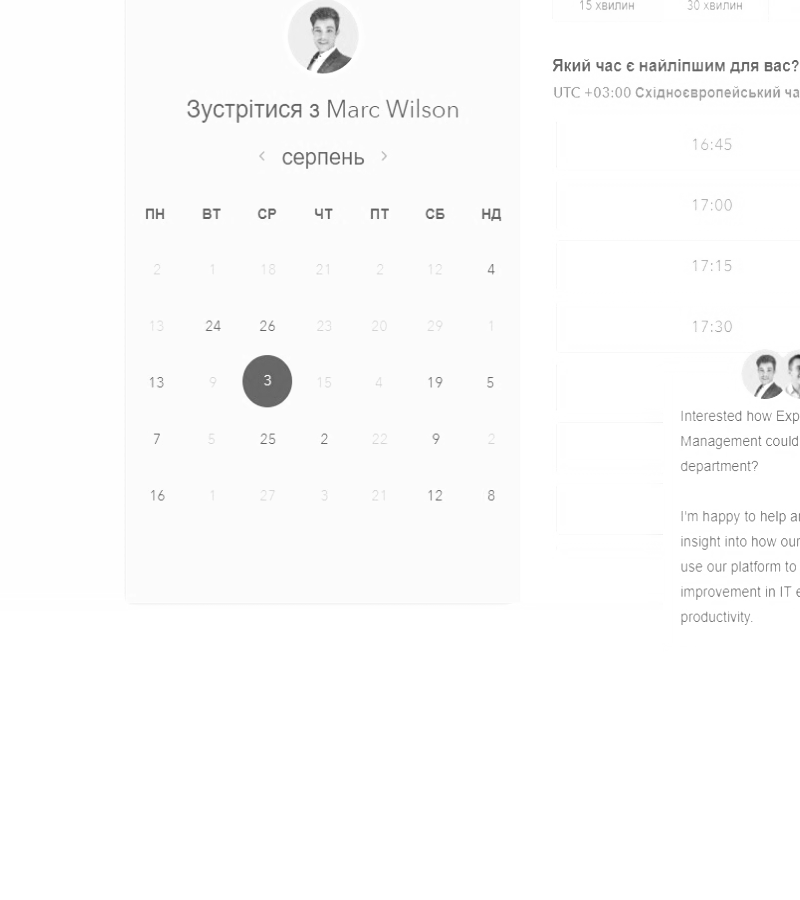 Зустрітися з Marc Wilson
серпень
ПН ВТ СР ЧТ ПТ СБ НД
2 1 18 21 2 12 4
13 24 26 23 20 29 1
13 9 3 15 4 19 5
7 5 25 2 22 9 2
16 1 27 3 21 12 8
15 хвилин 30 хвилин
Який час є найліпшим для вас?
UTC +03:00 Східноєвропейський ча
16:45
17:00
17:15
17:30
Interested how Exp
Management could
department?
I'm happy to help a
insight into how our
use our platform to
improvement in IT e
productivity.